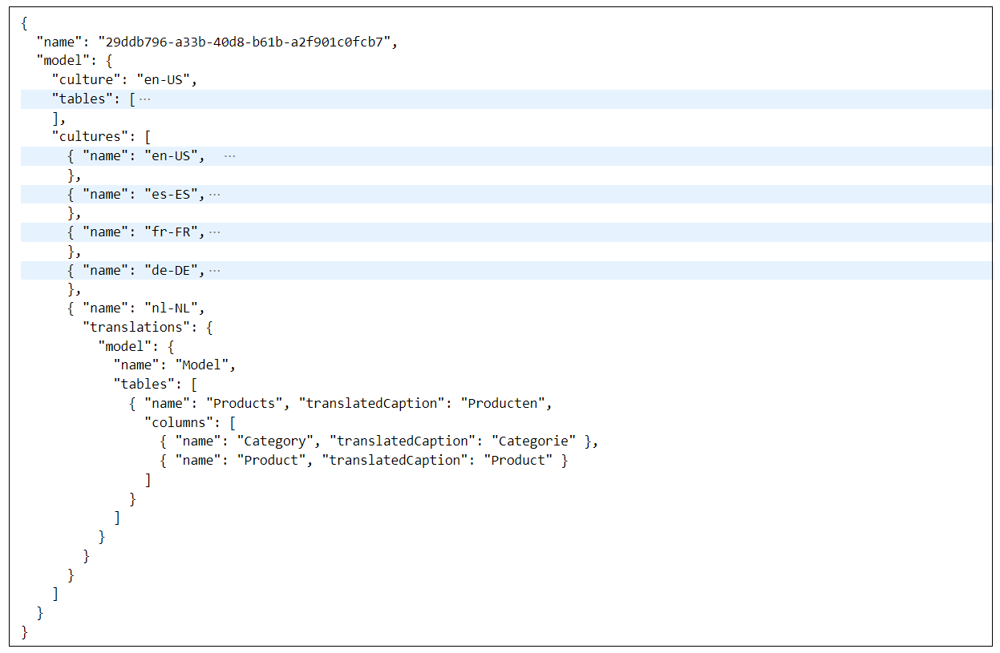 {
  "name": "29ddb796-a33b-40d8-b61b-a2f901c0fcb7",
  "model": {
    "culture": "en-US",
    "tables": [ ···
    ],
    "cultures": [
      { "name": "en-US",   ···
      },
      { "name": "es-ES", ···
      },
      { "name": "fr-FR", ···
      },
      { "name": "de-DE", ···
      },
      { "name": "nl-NL",
        "translations": {
          "model": {
            "name": "Model",
            "tables": [
              { "name": "Products", "translatedCaption": "Producten",
                "columns": [
                  { "name": "Category", "translatedCaption": "Categorie" },
                  { "name": "Product", "translatedCaption": "Product" }
                ]
              }
            ]
          }
        }
      }
    ]
  }
}